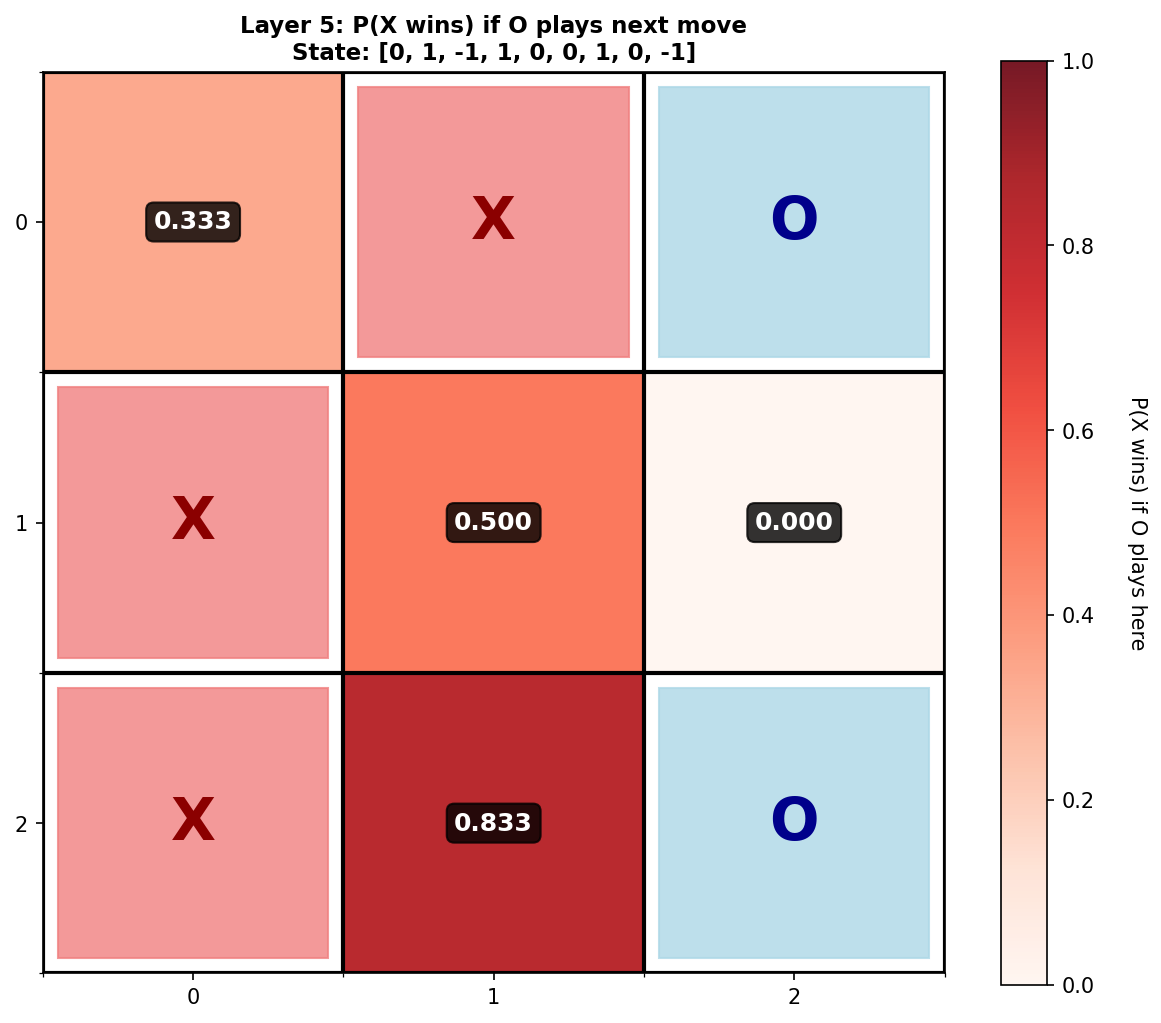 Layer 5: P(X wins) if O plays next move
State: [0, 1, -1, 1, 0, 0, 1, 0, -1]
0
0.333
X
O
1
X
0.500
0.000
2
X
0.833
O
0
1
2
1.0
0.8
0.6
0.4
0.2
0.0
P(X wins) if O plays here